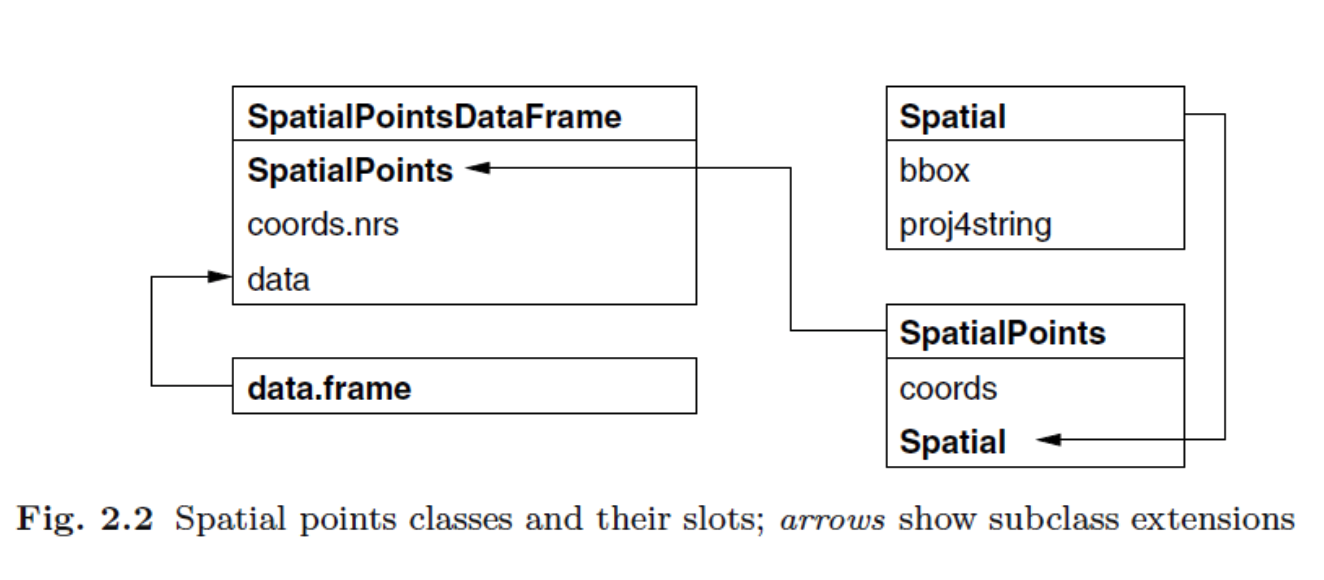 SpatialPointsDataFrame
SpatialPoints
coords.nrs
data
data.frame
Spatial
bbox
proj4string
SpatialPoints
coords
Spatial
Fig. 2.2 Spatial points classes and their slots; arrows show subclass extensions